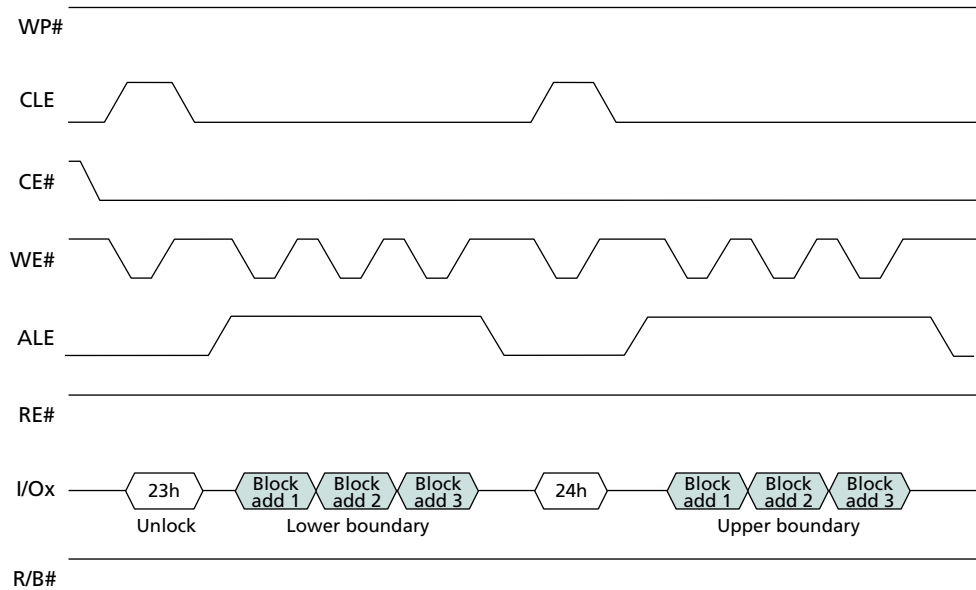 WP#
CLE
CE#
WE#
ALE
RE#
I/Ox
23h
Block add 1
Block add 2
Block add 3
24h
Block add 1
Block add 2
Block add 3
Unlock
Lower boundary
Upper boundary
R/B#